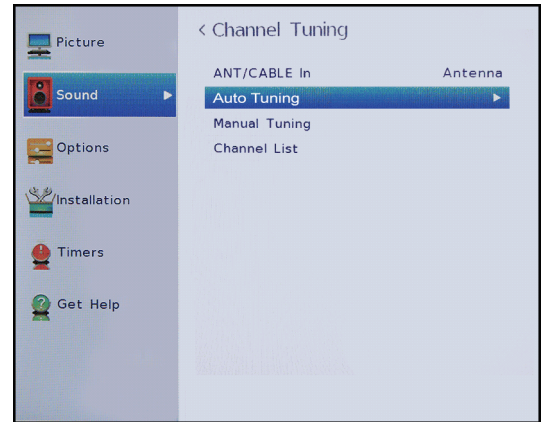 Picture
Sound
Options
Installation
Timers
Get Help
< Channel Tuning
ANT/CABLE In Antenna
Auto Tuning
Manual Tuning
Channel List